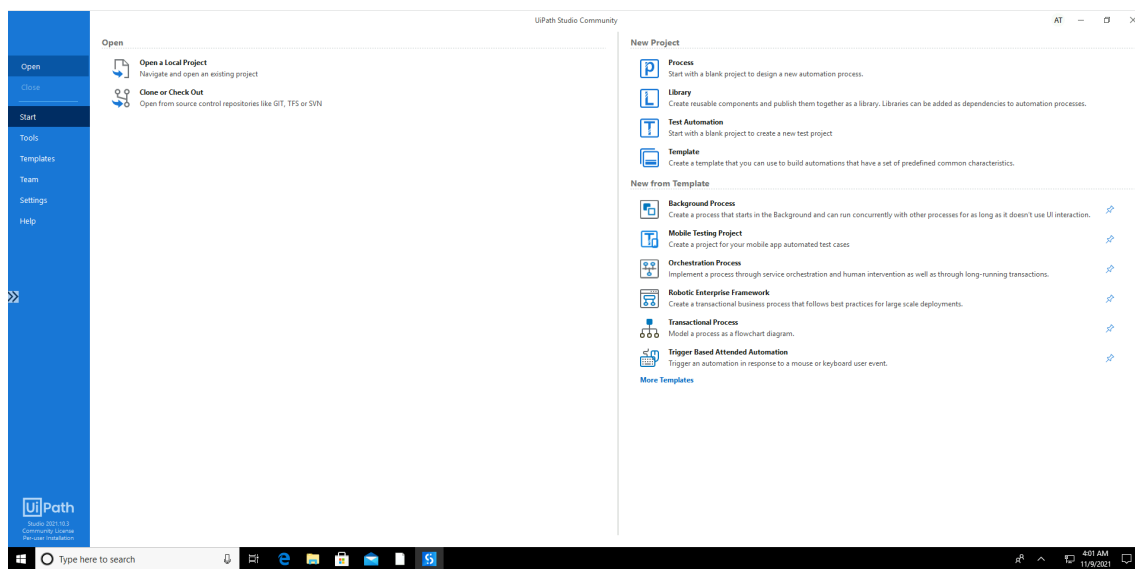 UiPath Studio Community
AT
Open
Close
Start
Tools
Templates
Team
Settings
Help
UiPath
Studio 2021.10.3
Community License
Per-user Installation
Open
Open a Local Project
Navigate and open an existing project
Clone or Check Out
Open from source control repositories like GIT, TFS or SVN
New Project
Process
Start with a blank project to design a new automation process.
Library
Create reusable components and publish them together as a library. Libraries can be added as dependencies to automation processes.
Test Automation
Start with a blank project to create a new test project
Template
Create a template that you can use to build automations that have a set of predefined common characteristics.
New from Template
Background Process
Create a process that starts in the Background and can run concurrently with other processes for as long as it doesn't use UI interaction.
Mobile Testing Project
Create a project for your mobile app automated test cases
Orchestration Process
Implement a process through service orchestration and human intervention as well as through long-running transactions.
Robotic Enterprise Framework
Create a transactional business process that follows best practices for large scale deployments.
Transactional Process
Model a process as a flowchart diagram.
Trigger Based Attended Automation
Trigger an automation in response to a mouse or keyboard user event.
More Templates
Type here to search
4:01 AM
11/9/2021